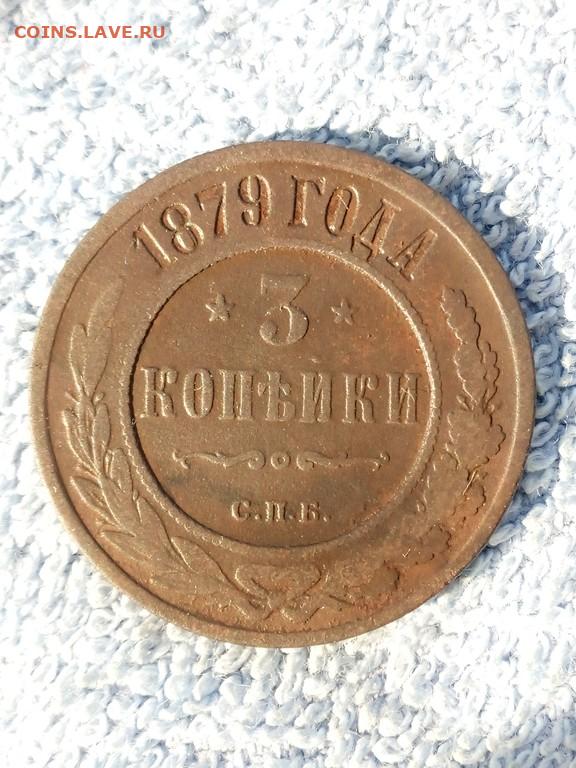 COINS.LAVE.RU
1879 ГОДА
3
КОПѢЙКИ
С.П.Б.